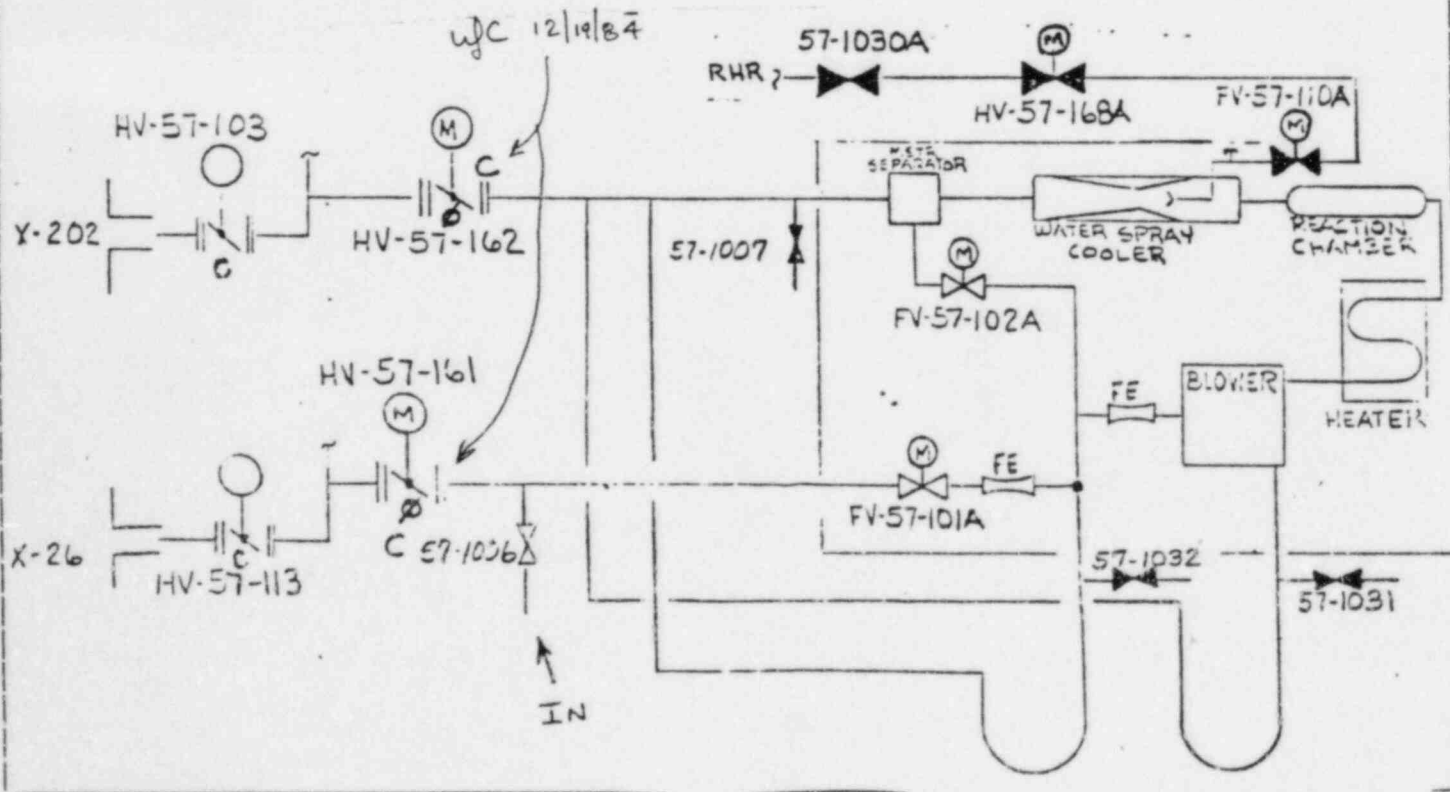 WJC 12/19/84
57-1030A
RHR
M
HV-57-168A
FV-57-110A
M
HV-57-103
M
C
SEPARATOR
X-202
C
Ø
HV-57-162
57-1007
WATER SPRAY
COOLER
REACTION
CHAMBER
M
FV-57-102A
HV-57-161
M
BLOWER
FE
HEATER
M
FE
FV-57-101A
X-26
C
HV-57-113
Ø
C
57-1006
57-1032
57-1031
IN